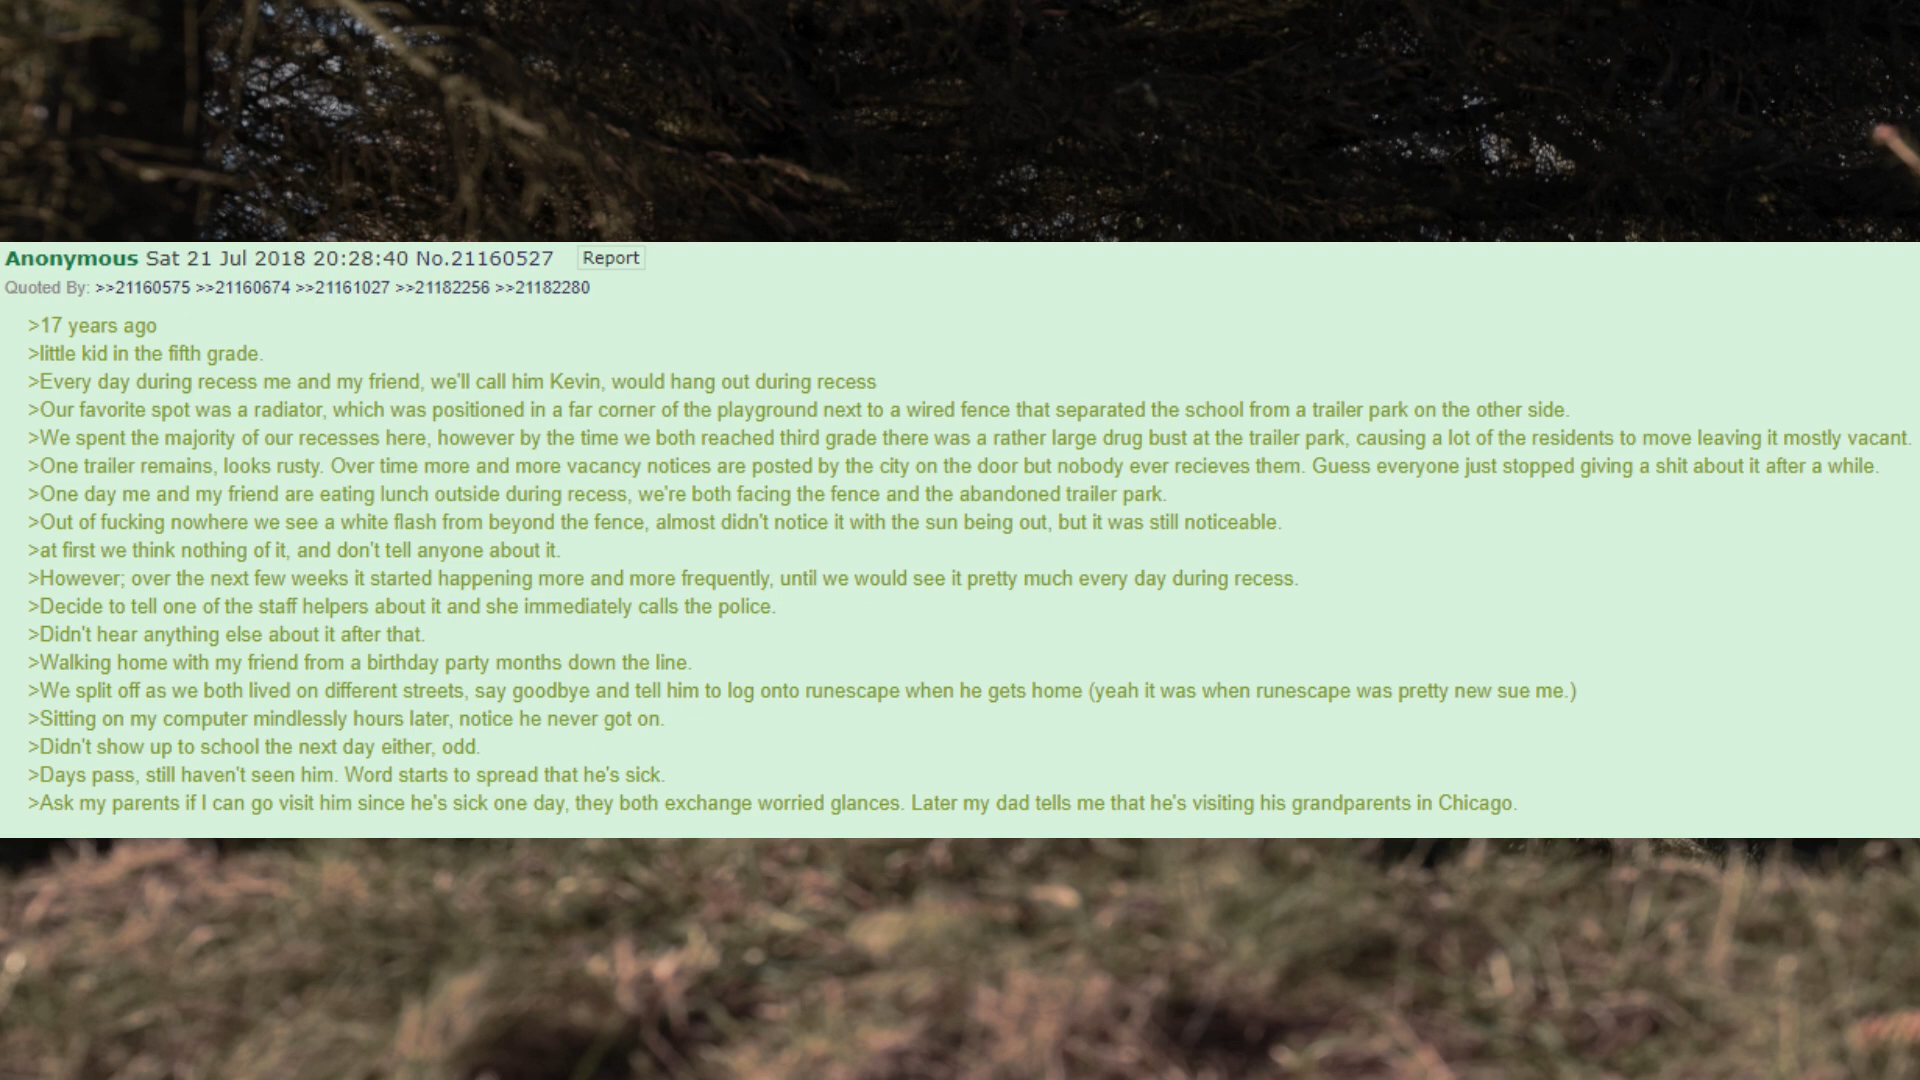 Anonymous Sat 21 Jul 2018 20:28:40 No.21160527 Report
Quoted By: >>21160575 >>21160674 >>21161027 >>21182256 >>21182280
>17 years ago
>little kid in the fifth grade.
>Every day during recess me and my friend, we'll call him Kevin, would hang out during recess
>Our favorite spot was a radiator, which was positioned in a far corner of the playground next to a wired fence that separated the school from a trailer park on the other side.
>We spent the majority of our recesses here, however by the time we both reached third grade there was a rather large drug bust at the trailer park, causing a lot of the residents to move leaving it mostly vacant.
>One trailer remains, looks rusty. Over time more and more vacancy notices are posted by the city on the door but nobody ever recieves them. Guess everyone just stopped giving a shit about it after a while.
>One day me and my friend are eating lunch outside during recess, we're both facing the fence and the abandoned trailer park.
>Out of fucking nowhere we see a white flash from beyond the fence, almost didn't notice it with the sun being out, but it was still noticeable.
>at first we think nothing of it, and don't tell anyone about it.
>However; over the next few weeks it started happening more and more frequently, until we would see it pretty much every day during recess.
>Decide to tell one of the staff helpers about it and she immediately calls the police.
>Didn't hear anything else about it after that.
>Walking home with my friend from a birthday party months down the line.
>We split off as we both lived on different streets, say goodbye and tell him to log onto runescape when he gets home (yeah it was when runescape was pretty new sue me.)
>Sitting on my computer mindlessly hours later, notice he never got on.
>Didn't show up to school the next day either, odd.
>Days pass, still haven't seen him. Word starts to spread that he's sick.
>Ask my parents if I can go visit him since he's sick one day, they both exchange worried glances. Later my dad tells me that he's visiting his grandparents in Chicago.